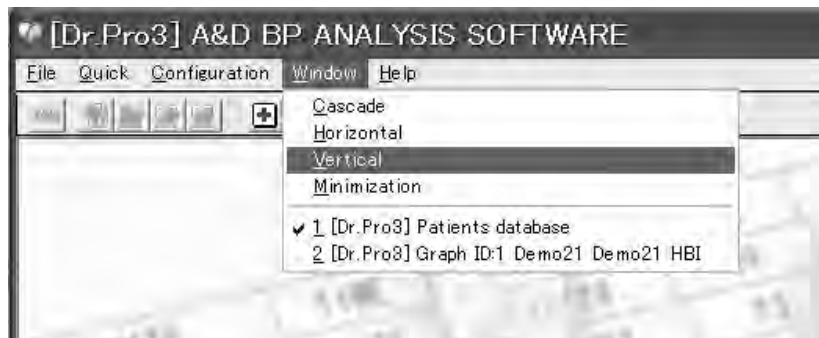 [Dr.Pro3] A&D BP ANALYSIS SOFTWARE
File Quick Configuration Window Help
Cascade
Horizontal
Vertical
Minimization
✔ 1 [Dr.Pro3] Patients database
2 [Dr.Pro3] Graph ID:1 Demo21 Demo21 HBI